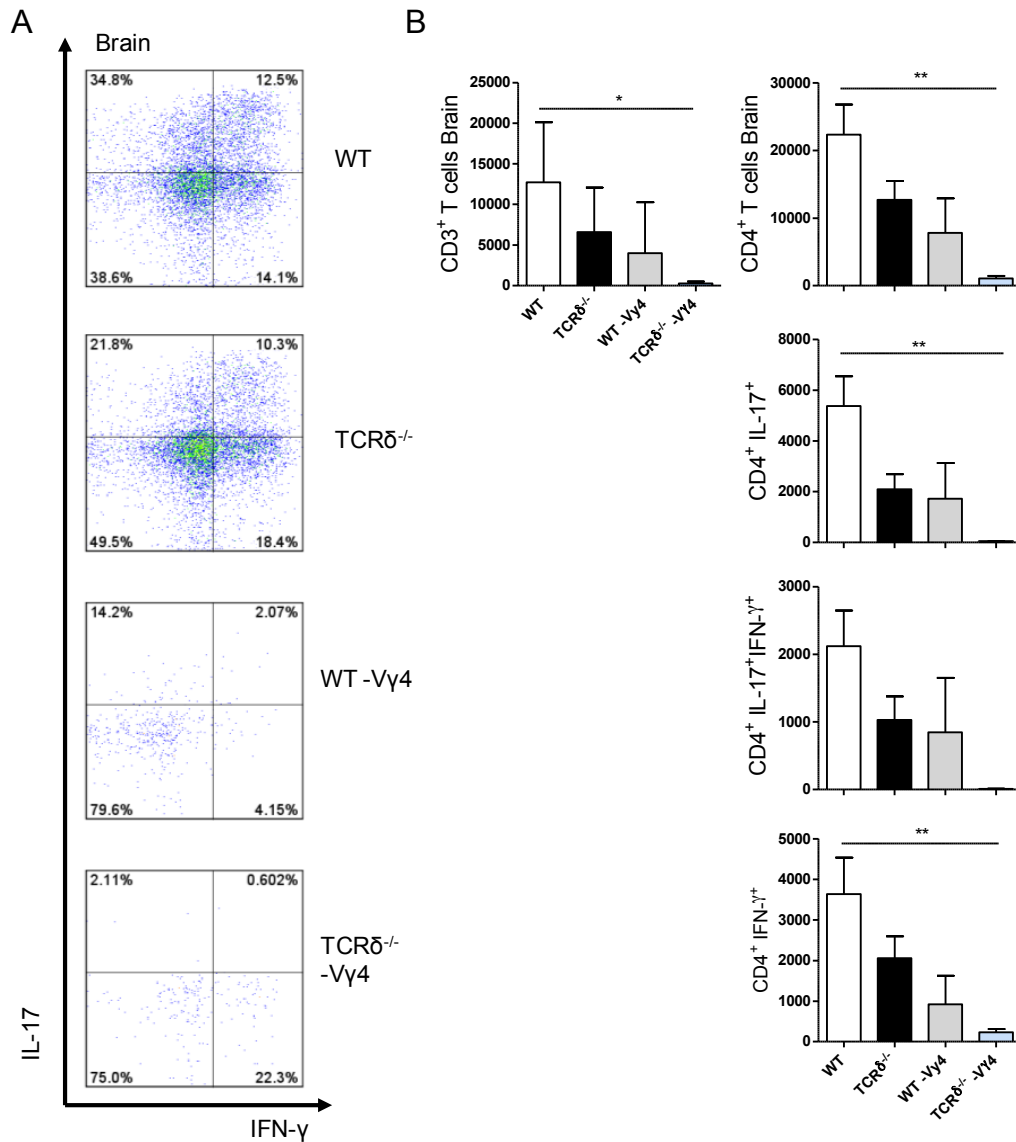 A
Brain
34.8% 12.5%
38.6% 14.1%
WT
21.8% 10.3%
49.5% 18.4%
TCRδ-/-
14.2% 2.07%
79.6% 4.15%
WT -Vγ4
2.11% 0.602%
75.0% 22.3%
TCRδ-/-
-Vγ4
IL-17
IFN-γ
B
CD3+ T cells Brain
25000
20000
15000
10000
5000
0
*
WT
TCRδ-/-
WT -Vγ4
TCRδ-/- -Vγ4
CD4+ T cells Brain
30000
20000
10000
0
**
CD4+ IL-17+
8000
6000
4000
2000
0
**
CD4+ IL-17+IFN-γ+
3000
2000
1000
0
CD4+ IFN-γ+
5000
4000
3000
2000
1000
0
**
WT
TCRδ-/-
WT -Vγ4
TCRδ-/- -Vγ4